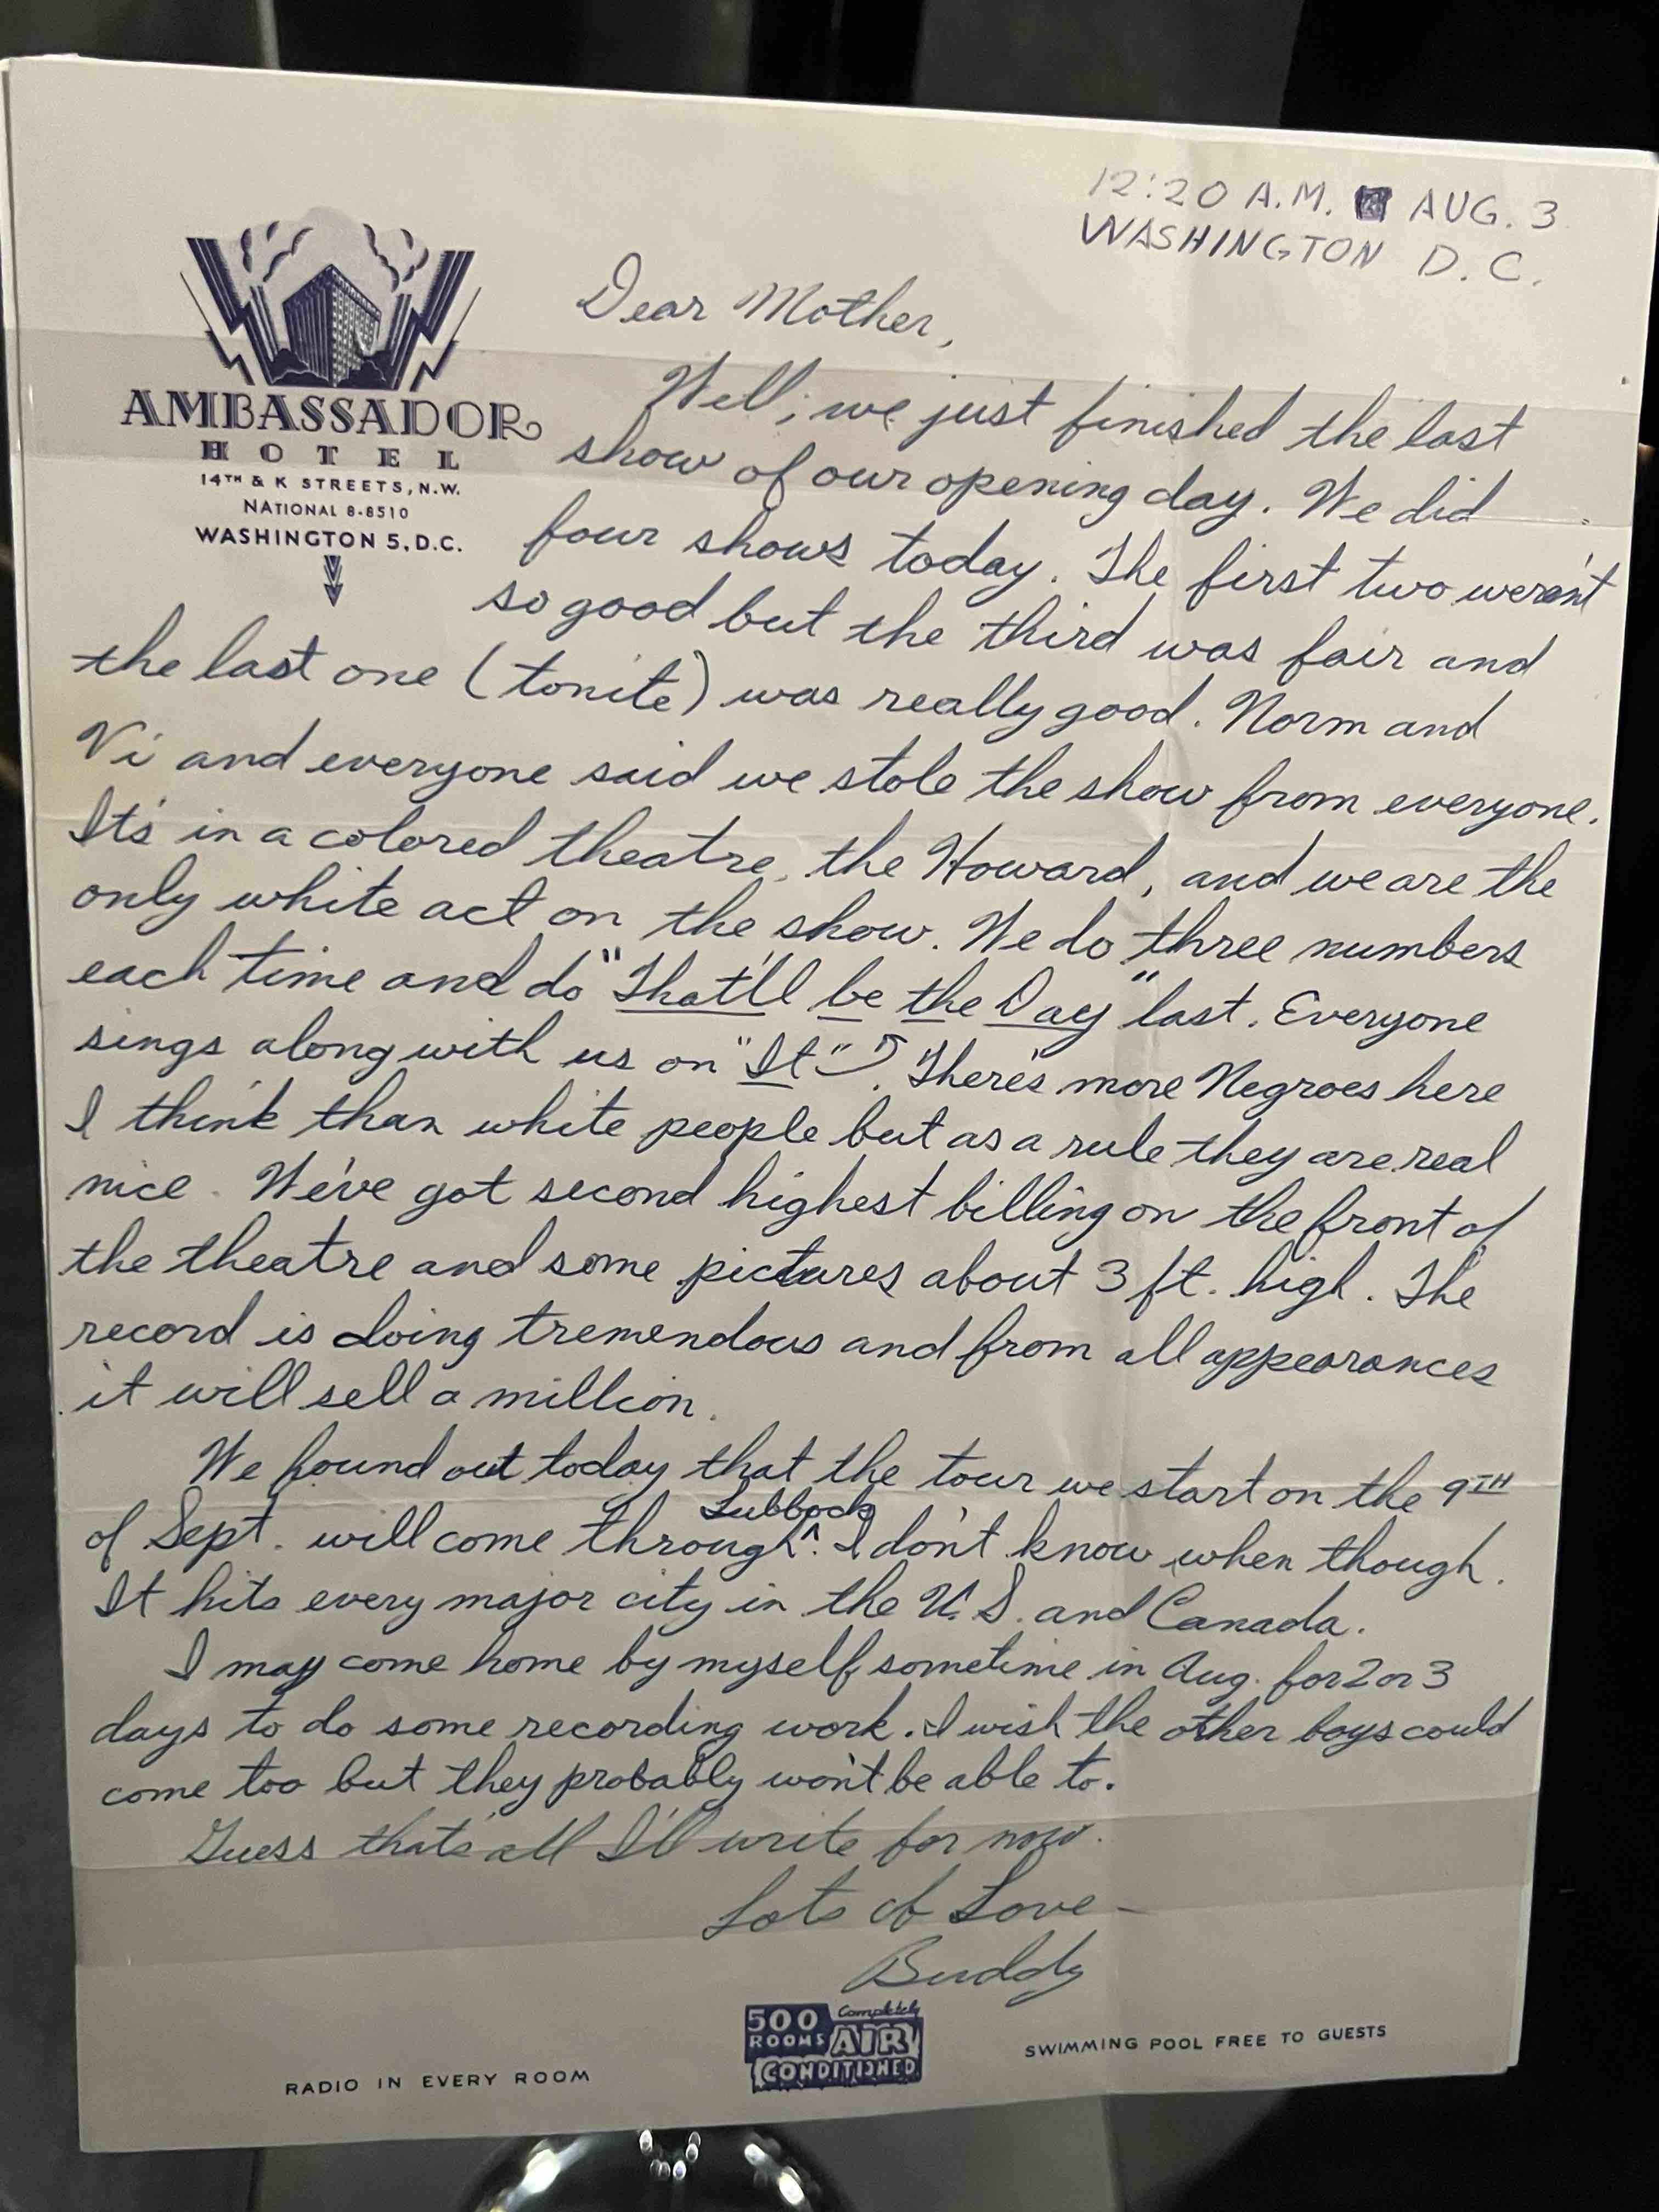 12:20 A.M. AUG. 3
WASHINGTON D.C.
AMBASSADOR
HOTEL
14TH & K STREETS, N.W.
NATIONAL 8-8510
WASHINGTON 5, D.C.
Dear Mother,
Well, we just finished the last
show of our opening day. We did
four shows today. The first two weren't
so good but the third was fair and
the last one (tonite) was really good. Norm and
Vi and everyone said we stole the show from everyone.
It's in a colored theatre, the Howard, and we are the
only white act on the show. We do three numbers
each time and do "That'll be the Day" last. Everyone
sings along with us on "It". There's more Negroes here
I think than white people but as a rule they are real
nice. We've got second highest billing on the front of
the theatre and some pictures about 3 ft. high. The
record is doing tremendous and from all appearances
it will sell a million.
We found out today that the tour we start on the 9TH
of Sept. will come through ^ Lubbock. I don't know when though.
It hits every major city in the U.S. and Canada.
I may come home by myself sometime in Aug. for 2 or 3
days to do some recording work. I wish the other boys could
come too but they probably won't be able to.
Guess that's all I'll write for now.
Lots of Love -
Buddy
500
ROOMS
Completely
AIR
CONDITIONED
RADIO IN EVERY ROOM
SWIMMING POOL FREE TO GUESTS